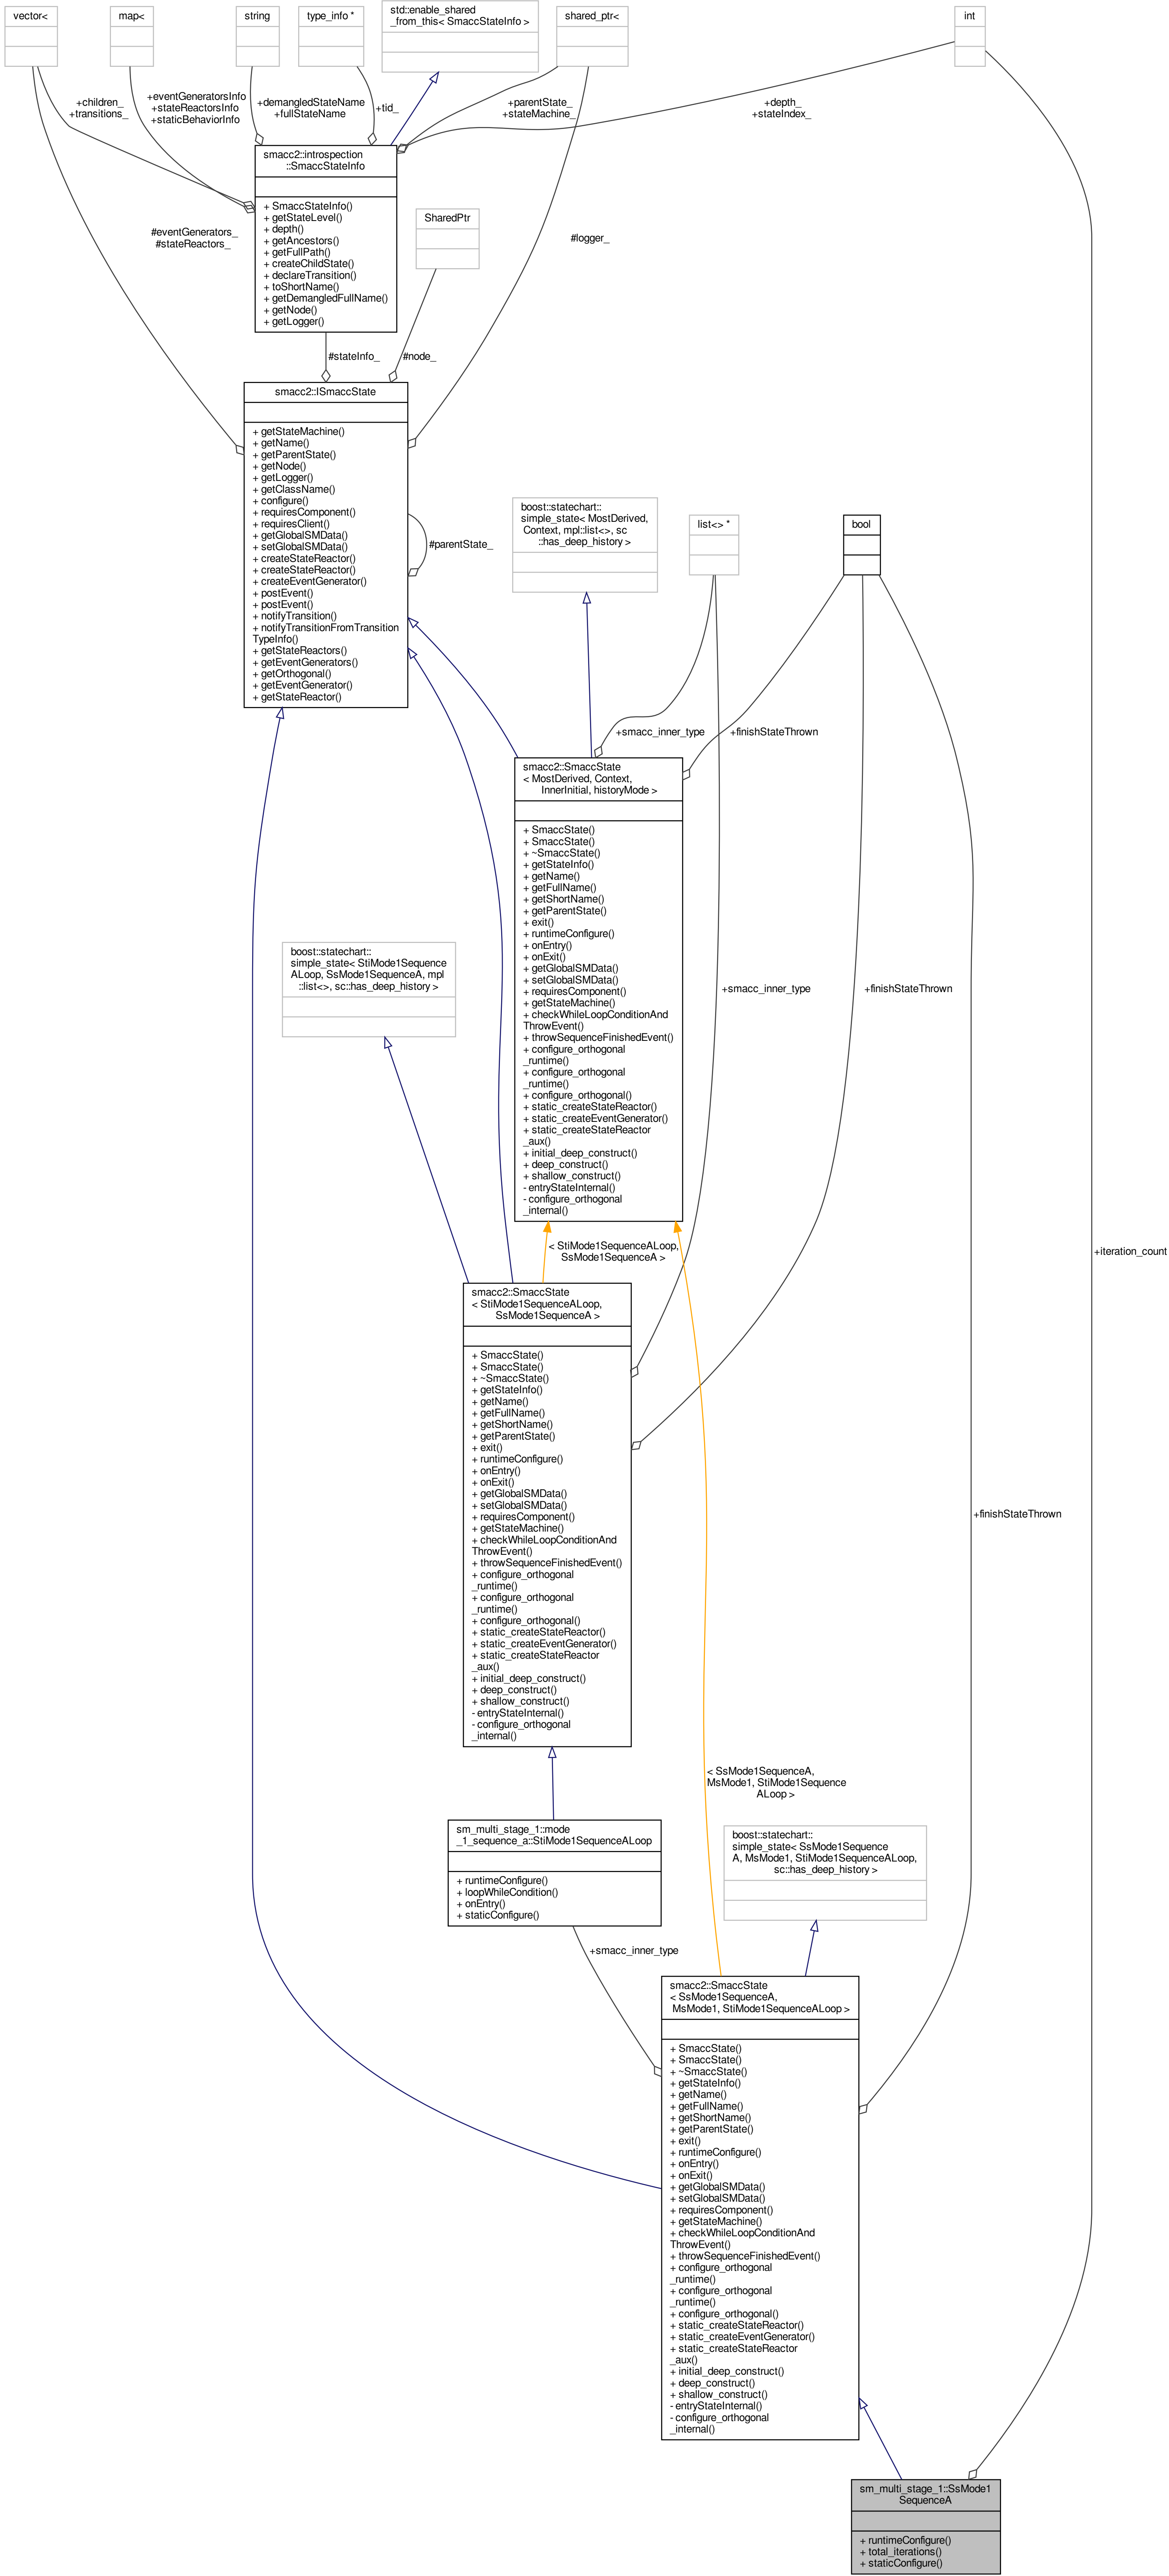 vector<
map<
string
type_info *
std::enable_shared
_from_this< SmaccStateInfo >
shared_ptr<
int
+children_
+transitions_
+eventGeneratorsInfo
+stateReactorsInfo
+staticBehaviorInfo
+demangledStateName
+fullStateName
+tid_
+parentState_
+stateMachine_
+depth_
+stateIndex_
smacc2::introspection
::SmaccStateInfo
+ SmaccStateInfo()
+ getStateLevel()
+ depth()
+ getAncestors()
+ getFullPath()
+ createChildState()
+ declareTransition()
+ toShortName()
+ getDemangledFullName()
+ getNode()
+ getLogger()
SharedPtr
#eventGenerators_
#stateReactors_
#logger_
#stateInfo_
#node_
smacc2::ISmaccState
+ getStateMachine()
+ getName()
+ getParentState()
+ getNode()
+ getLogger()
+ getClassName()
+ configure()
+ requiresComponent()
+ requiresClient()
+ getGlobalSMData()
+ setGlobalSMData()
+ createStateReactor()
+ createStateReactor()
+ createEventGenerator()
+ postEvent()
+ postEvent()
+ notifyTransition()
+ notifyTransitionFromTransition
TypeInfo()
+ getStateReactors()
+ getEventGenerators()
+ getOrthogonal()
+ getEventGenerator()
+ getStateReactor()
#parentState_
boost::statechart::
simple_state< MostDerived,
Context, mpl::list<>, sc
::has_deep_history >
list<> *
bool
+smacc_inner_type
+finishStateThrown
smacc2::SmaccState
< MostDerived, Context,
InnerInitial, historyMode >
+ SmaccState()
+ SmaccState()
+ ~SmaccState()
+ getStateInfo()
+ getName()
+ getFullName()
+ getShortName()
+ getParentState()
+ exit()
+ runtimeConfigure()
+ onEntry()
+ onExit()
+ getGlobalSMData()
+ setGlobalSMData()
+ requiresComponent()
+ getStateMachine()
+ checkWhileLoopConditionAnd
ThrowEvent()
+ throwSequenceFinishedEvent()
+ configure_orthogonal
_runtime()
+ configure_orthogonal
_runtime()
+ configure_orthogonal()
+ static_createStateReactor()
+ static_createEventGenerator()
+ static_createStateReactor
_aux()
+ initial_deep_construct()
+ deep_construct()
+ shallow_construct()
- entryStateInternal()
- configure_orthogonal
_internal()
boost::statechart::
simple_state< StiMode1Sequence
ALoop, SsMode1SequenceA, mpl
::list<>, sc::has_deep_history >
+smacc_inner_type
+finishStateThrown
+iteration_count
< StiMode1SequenceALoop,
SsMode1SequenceA >
smacc2::SmaccState
< StiMode1SequenceALoop,
SsMode1SequenceA >
+ SmaccState()
+ SmaccState()
+ ~SmaccState()
+ getStateInfo()
+ getName()
+ getFullName()
+ getShortName()
+ getParentState()
+ exit()
+ runtimeConfigure()
+ onEntry()
+ onExit()
+ getGlobalSMData()
+ setGlobalSMData()
+ requiresComponent()
+ getStateMachine()
+ checkWhileLoopConditionAnd
ThrowEvent()
+ throwSequenceFinishedEvent()
+ configure_orthogonal
_runtime()
+ configure_orthogonal
_runtime()
+ configure_orthogonal()
+ static_createStateReactor()
+ static_createEventGenerator()
+ static_createStateReactor
_aux()
+ initial_deep_construct()
+ deep_construct()
+ shallow_construct()
- entryStateInternal()
- configure_orthogonal
_internal()
+finishStateThrown
< SsMode1SequenceA,
MsMode1, StiMode1Sequence
ALoop >
sm_multi_stage_1::mode
_1_sequence_a::StiMode1SequenceALoop
+ runtimeConfigure()
+ loopWhileCondition()
+ onEntry()
+ staticConfigure()
boost::statechart::
simple_state< SsMode1Sequence
A, MsMode1, StiMode1SequenceALoop,
sc::has_deep_history >
+smacc_inner_type
smacc2::SmaccState
< SsMode1SequenceA,
MsMode1, StiMode1SequenceALoop >
+ SmaccState()
+ SmaccState()
+ ~SmaccState()
+ getStateInfo()
+ getName()
+ getFullName()
+ getShortName()
+ getParentState()
+ exit()
+ runtimeConfigure()
+ onEntry()
+ onExit()
+ getGlobalSMData()
+ setGlobalSMData()
+ requiresComponent()
+ getStateMachine()
+ checkWhileLoopConditionAnd
ThrowEvent()
+ throwSequenceFinishedEvent()
+ configure_orthogonal
_runtime()
+ configure_orthogonal
_runtime()
+ configure_orthogonal()
+ static_createStateReactor()
+ static_createEventGenerator()
+ static_createStateReactor
_aux()
+ initial_deep_construct()
+ deep_construct()
+ shallow_construct()
- entryStateInternal()
- configure_orthogonal
_internal()
sm_multi_stage_1::SsMode1
SequenceA
+ runtimeConfigure()
+ total_iterations()
+ staticConfigure()